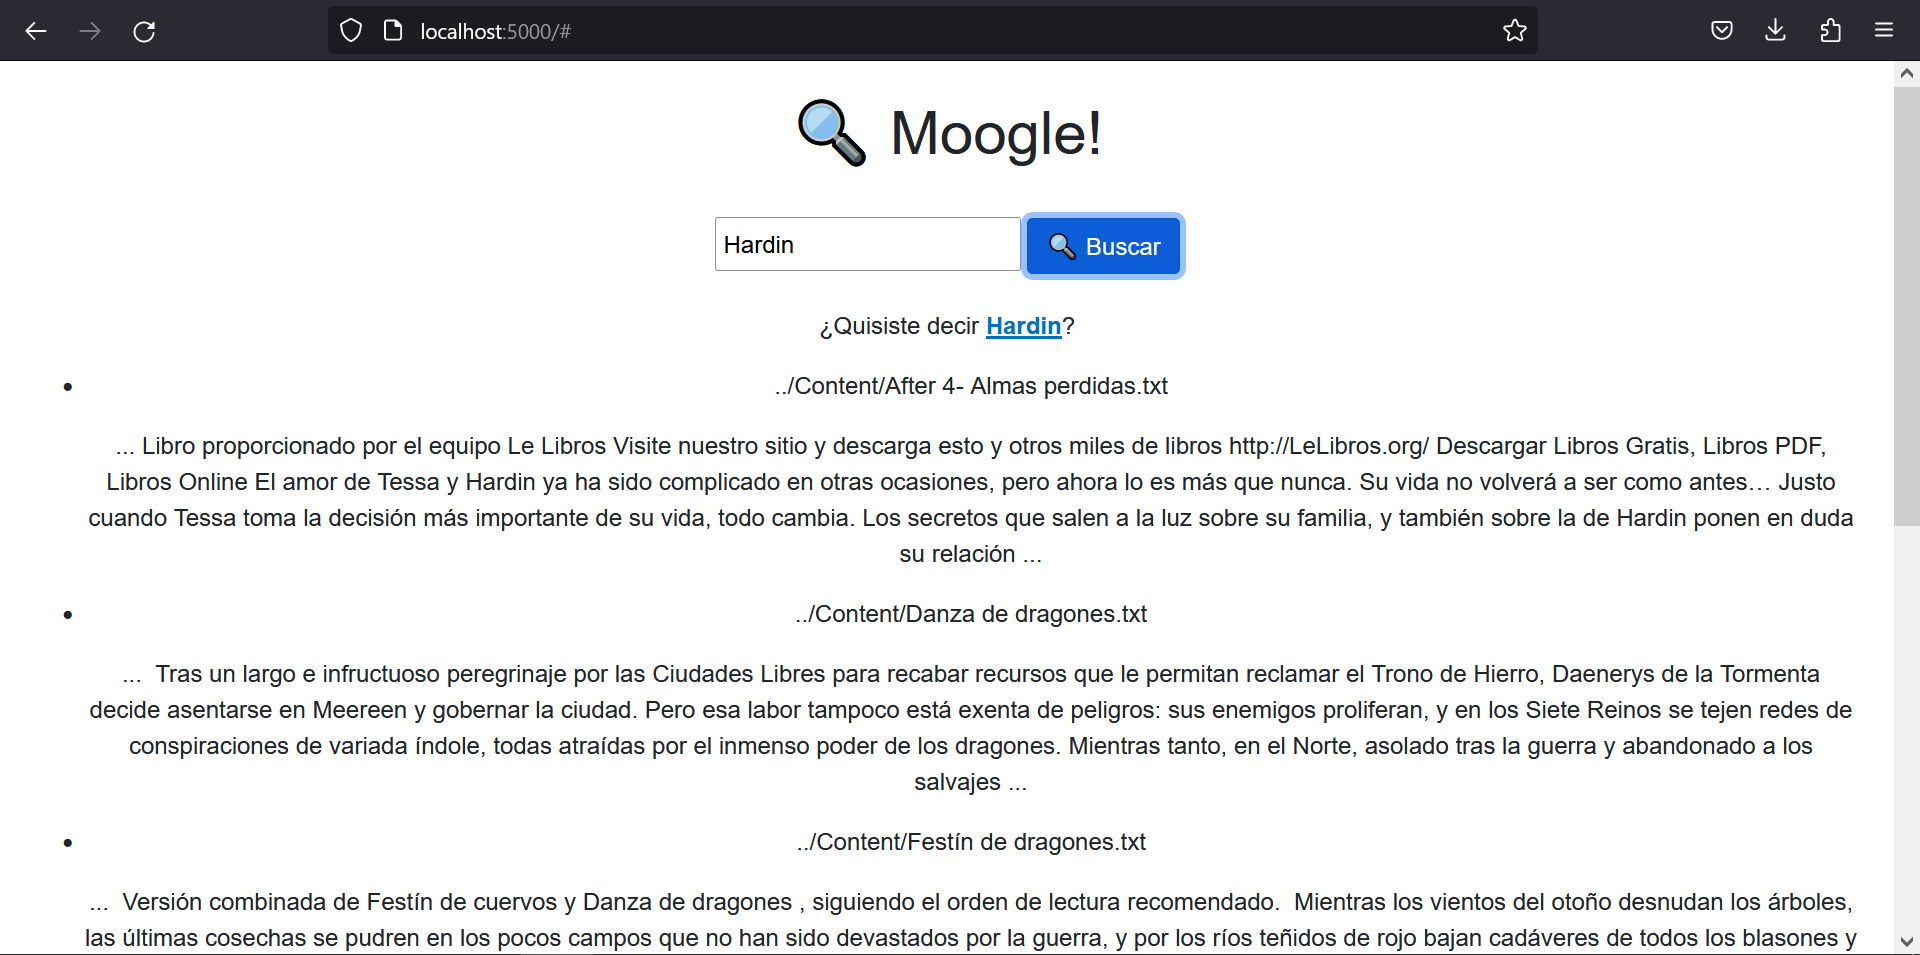 localhost:5000/#
Moogle!
Hardin
Buscar
¿Quisiste decir Hardin?
../Content/After 4- Almas perdidas.txt
... Libro proporcionado por el equipo Le Libros Visite nuestro sitio y descarga esto y otros miles de libros http://LeLibros.org/ Descargar Libros Gratis, Libros PDF,
Libros Online El amor de Tessa y Hardin ya ha sido complicado en otras ocasiones, pero ahora lo es más que nunca. Su vida no volverá a ser como antes… Justo
cuando Tessa toma la decisión más importante de su vida, todo cambia. Los secretos que salen a la luz sobre su familia, y también sobre la de Hardin ponen en duda
su relación ...
../Content/Danza de dragones.txt
... Tras un largo e infructuoso peregrinaje por las Ciudades Libres para recabar recursos que le permitan reclamar el Trono de Hierro, Daenerys de la Tormenta
decide asentarse en Meereen y gobernar la ciudad. Pero esa labor tampoco está exenta de peligros: sus enemigos proliferan, y en los Siete Reinos se tejen redes de
conspiraciones de variada índole, todas atraídas por el inmenso poder de los dragones. Mientras tanto, en el Norte, asolado tras la guerra y abandonado a los
salvajes ...
../Content/Festín de dragones.txt
... Versión combinada de Festín de cuervos y Danza de dragones , siguiendo el orden de lectura recomendado. Mientras los vientos del otoño desnudan los árboles,
las últimas cosechas se pudren en los pocos campos que no han sido devastados por la guerra, y por los ríos teñidos de rojo bajan cadáveres de todos los blasones y